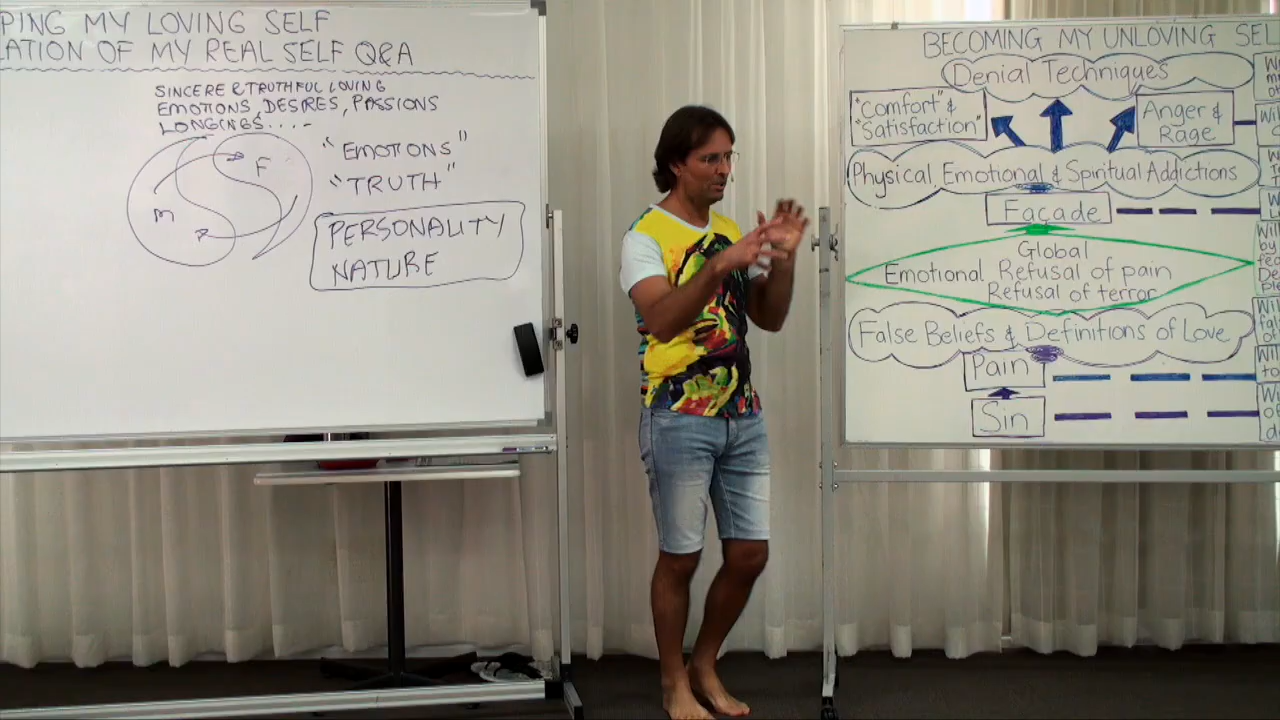 PING MY LOVING SELF
LATION OF MY REAL SELF Q&A
SINCERE & TRUTHFUL LOVING
EMOTIONS, DESIRES, PASSIONS
LONGINGS....-
"EMOTIONS"
"TRUTH"
F
M
R
PERSONALITY
NATURE
BECOMING MY UNLOVING SEL
Denial Techniques
"Comfort" &
"Satisfaction"
Anger &
Rage
Physical Emotional & Spiritual Addictions
Façade
Global
Emotional Refusal of pain
Refusal of terror
False Beliefs & Definitions of Love
Pain
Sin